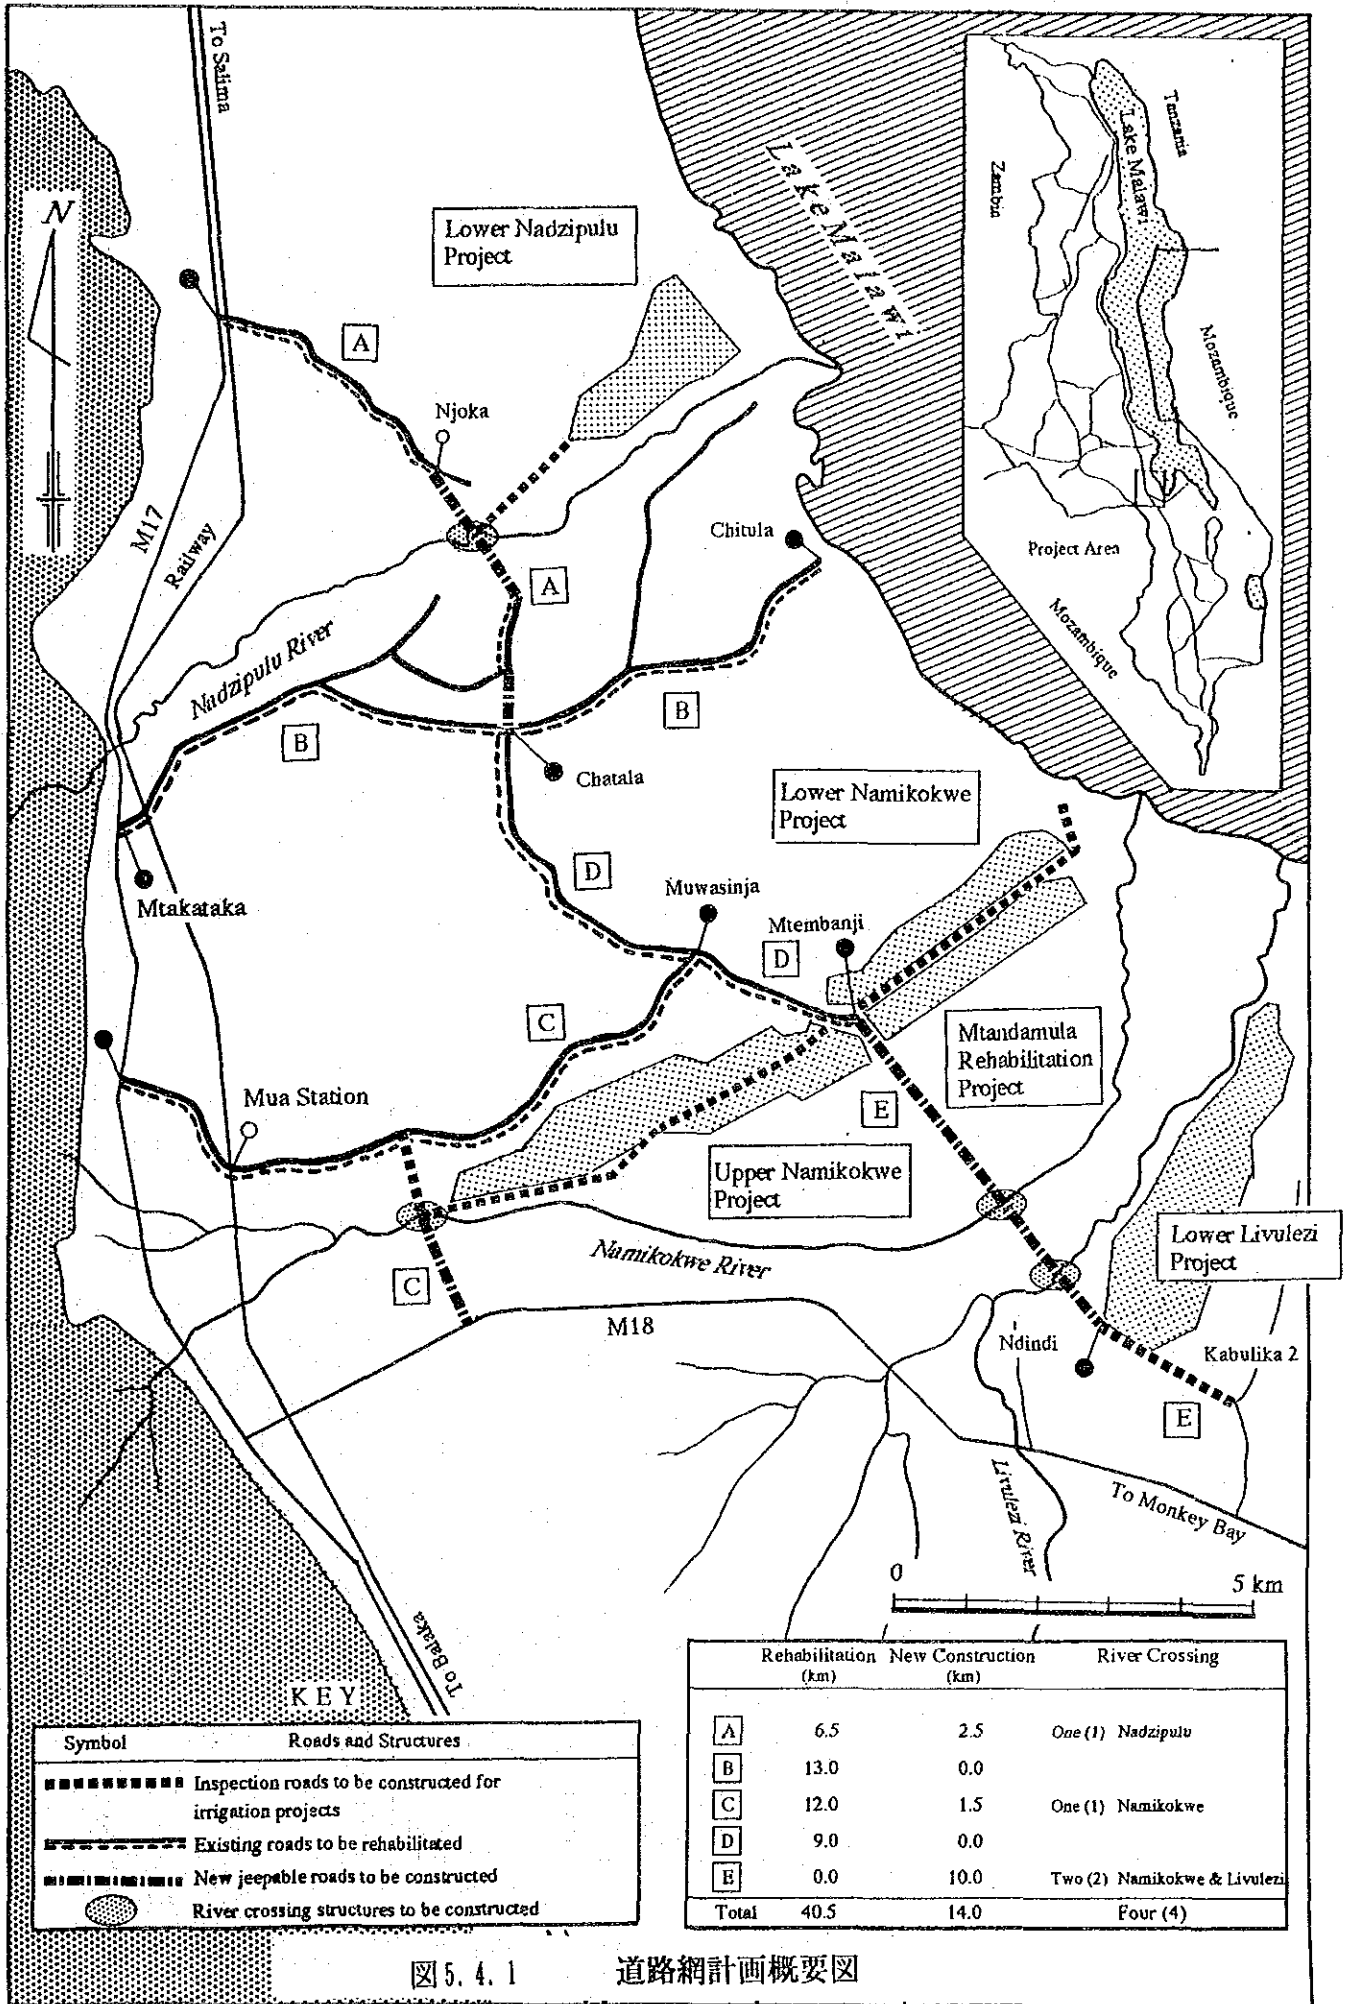 To Salima
N
Lower Nadzipulu
Project
Lake Malawi
Tanzania
Lake Malawi
Zambia
Mozambique
Project Area
Mozambique
A
Njoka
M17
Railway
Chitula
A
Nadzipulu River
B
B
Chatala
Lower Namikokwe
Project
D
Muwasinja
Mtakataka
Mtembanji
D
C
Mtandamula
Rehabilitation
Project
Mua Station
E
Upper Namikokwe
Project
Lower Livulezi
Project
Namikokwe River
C
M18
Ndindi
Kabulika 2
E
Livulezi River
To Monkey Bay
0
5 km
To Balaka
KEY
Symbol Roads and Structures
Inspection roads to be constructed for
irrigation projects
Existing roads to be rehabilitated
New jeepable roads to be constructed
River crossing structures to be constructed
Rehabilitation New Construction River Crossing
(km) (km)
A 6.5 2.5 One (1) Nadzipulu
B 13.0 0.0
C 12.0 1.5 One (1) Namikokwe
D 9.0 0.0
E 0.0 10.0 Two (2) Namikokwe & Livulezi
Total 40.5 14.0 Four (4)
図5.4.1 道路網計画概要図